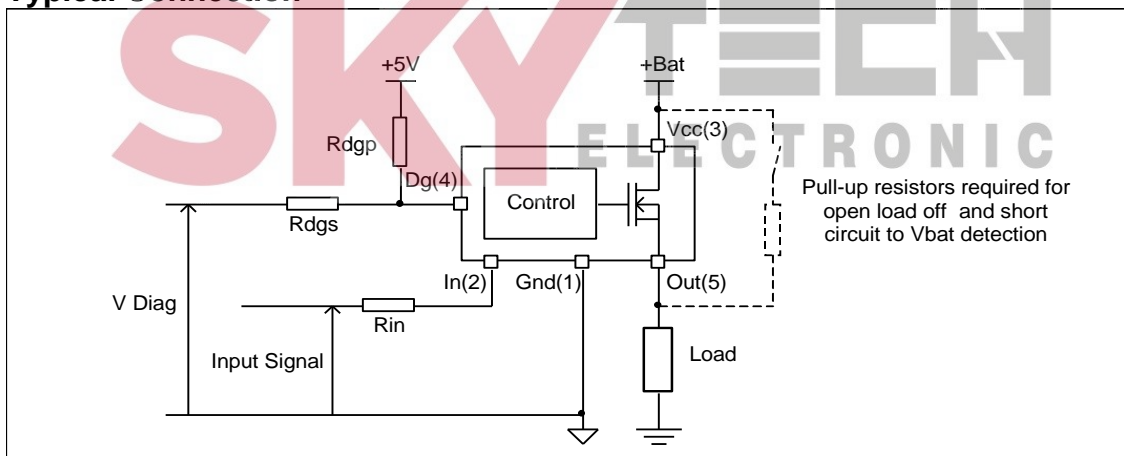 Typical Connection
SKY TECH
ELECTRONIC
+5V
+Bat
Rdgp
Vcc(3)
Dg(4)
Control
Rdgs
Pull-up resistors required for
open load off and short
circuit to Vbat detection
In(2)
Gnd(1)
Out(5)
V Diag
Rin
Input Signal
Load